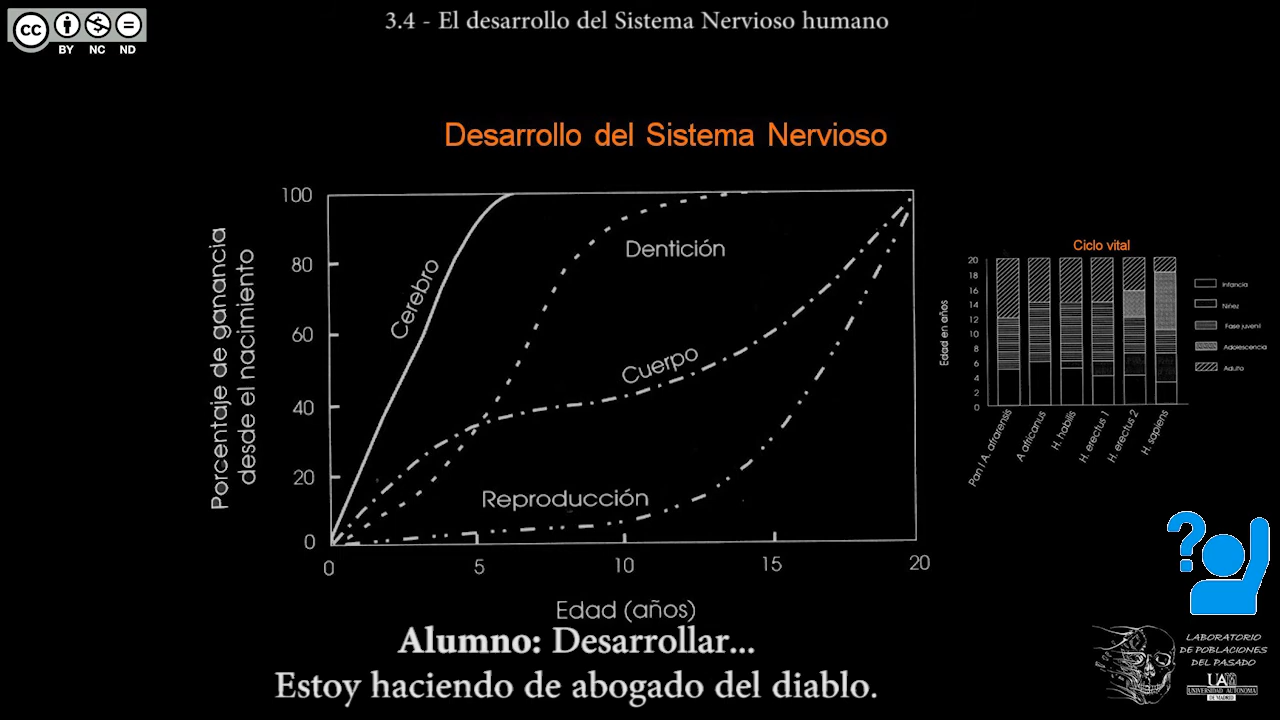 3.4 - El desarrollo del Sistema Nervioso humano
CC
BY NC ND
Desarrollo del Sistema Nervioso
Porcentaje de ganancia
desde el nacimiento
100
80
60
40
20
0
Cerebro
Dentición
Cuerpo
Reproducción
0 5 10 15 20
Edad (años)
Ciclo vital
Edad en años
20
18
16
14
12
10
8
6
4
2
0
Pan / A. afrarensis
A africanus
H. habilis
H. erectus 1
H. erectus 2
H. sapiens
Infancia
Niñez
Fase juvenil
Adolescencia
Adulto
?
Alumno: Desarrollar...
Estoy haciendo de abogado del diablo.
LABORATORIO
DE POBLACIONES
DEL PASADO
UAM
UNIVERSIDAD AUTONOMA
DE MADRID